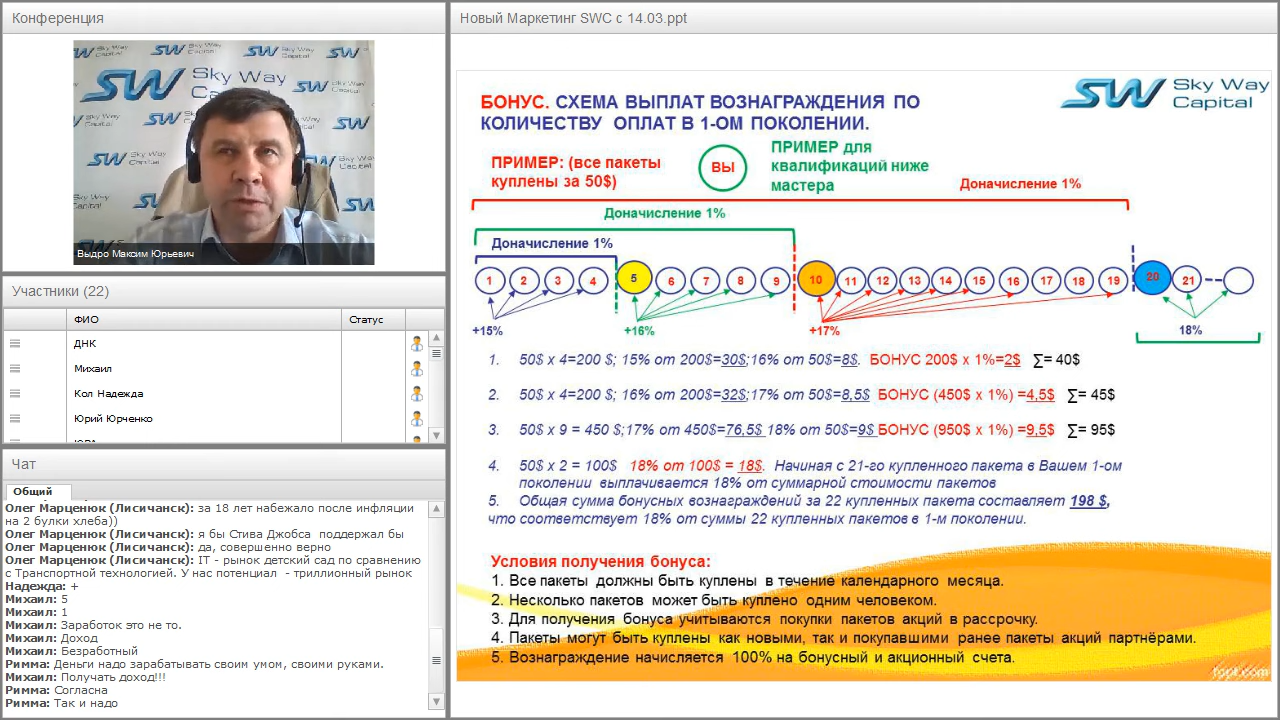 Конференция
Sky Way
Capital
Выдро Максим Юрьевич
Участники (22)
ФИО
Статус
ДНК
Михаил
Кол Надежда
Юрий Юрченко
Чат
Общий
Олег Марценюк (Лисичанск): за 18 лет набежало после инфляции
на 2 булки хлеба))
Олег Марценюк (Лисичанск): я бы Стива Джобса поддержал бы
Олег Марценюк (Лисичанск): да, совершенно верно
Олег Марценюк (Лисичанск): IT - рынок детский сад по сравнению
с Транспортной технологией. У нас потенциал - триллионный рынок
Надежда: +
Михаил: 5
Михаил: 1
Михаил: Заработок это не то.
Михаил: Доход
Михаил: Безработный
Римма: Деньги надо зарабатывать своим умом, своими руками.
Михаил: Получать доход!!!
Римма: Согласна
Римма: Так и надо
Новый Маркетинг SWC с 14.03.ppt
SW Sky Way
Capital
БОНУС. СХЕМА ВЫПЛАТ ВОЗНАГРАЖДЕНИЯ ПО
КОЛИЧЕСТВУ ОПЛАТ В 1-ОМ ПОКОЛЕНИИ.
ПРИМЕР: (все пакеты
куплены за 50$)
ВЫ
ПРИМЕР для
квалификаций ниже
мастера
Доначисление 1%
Доначисление 1%
Доначисление 1%
1 2 3 4 5 6 7 8 9 10 11 12 13 14 15 16 17 18 19 20 21
+15% +16% +17% 18%
1. 50$ x 4=200 $; 15% от 200$=30$;16% от 50$=8$. БОНУС 200$ x 1%=2$ ∑= 40$
2. 50$ x 4=200 $; 16% от 200$=32$;17% от 50$=8,5$ БОНУС (450$ x 1%) =4,5$ ∑= 45$
3. 50$ x 9 = 450 $;17% от 450$=76,5$ 18% от 50$=9$ БОНУС (950$ x 1%) =9,5$ ∑= 95$
4. 50$ x 2 = 100$ 18% от 100$ = 18$. Начиная с 21-го купленного пакета в Вашем 1-ом
поколении выплачивается 18% от суммарной стоимости пакетов
5. Общая сумма бонусных вознаграждений за 22 купленных пакета составляет 198 $,
что соответствует 18% от суммы 22 купленных пакетов в 1-м поколении.
Условия получения бонуса:
1. Все пакеты должны быть куплены в течение календарного месяца.
2. Несколько пакетов может быть куплено одним человеком.
3. Для получения бонуса учитываются покупки пакетов акций в рассрочку.
4. Пакеты могут быть куплены как новыми, так и покупавшими ранее пакеты акций партнёрами.
5. Вознаграждение начисляется 100% на бонусный и акционный счета.